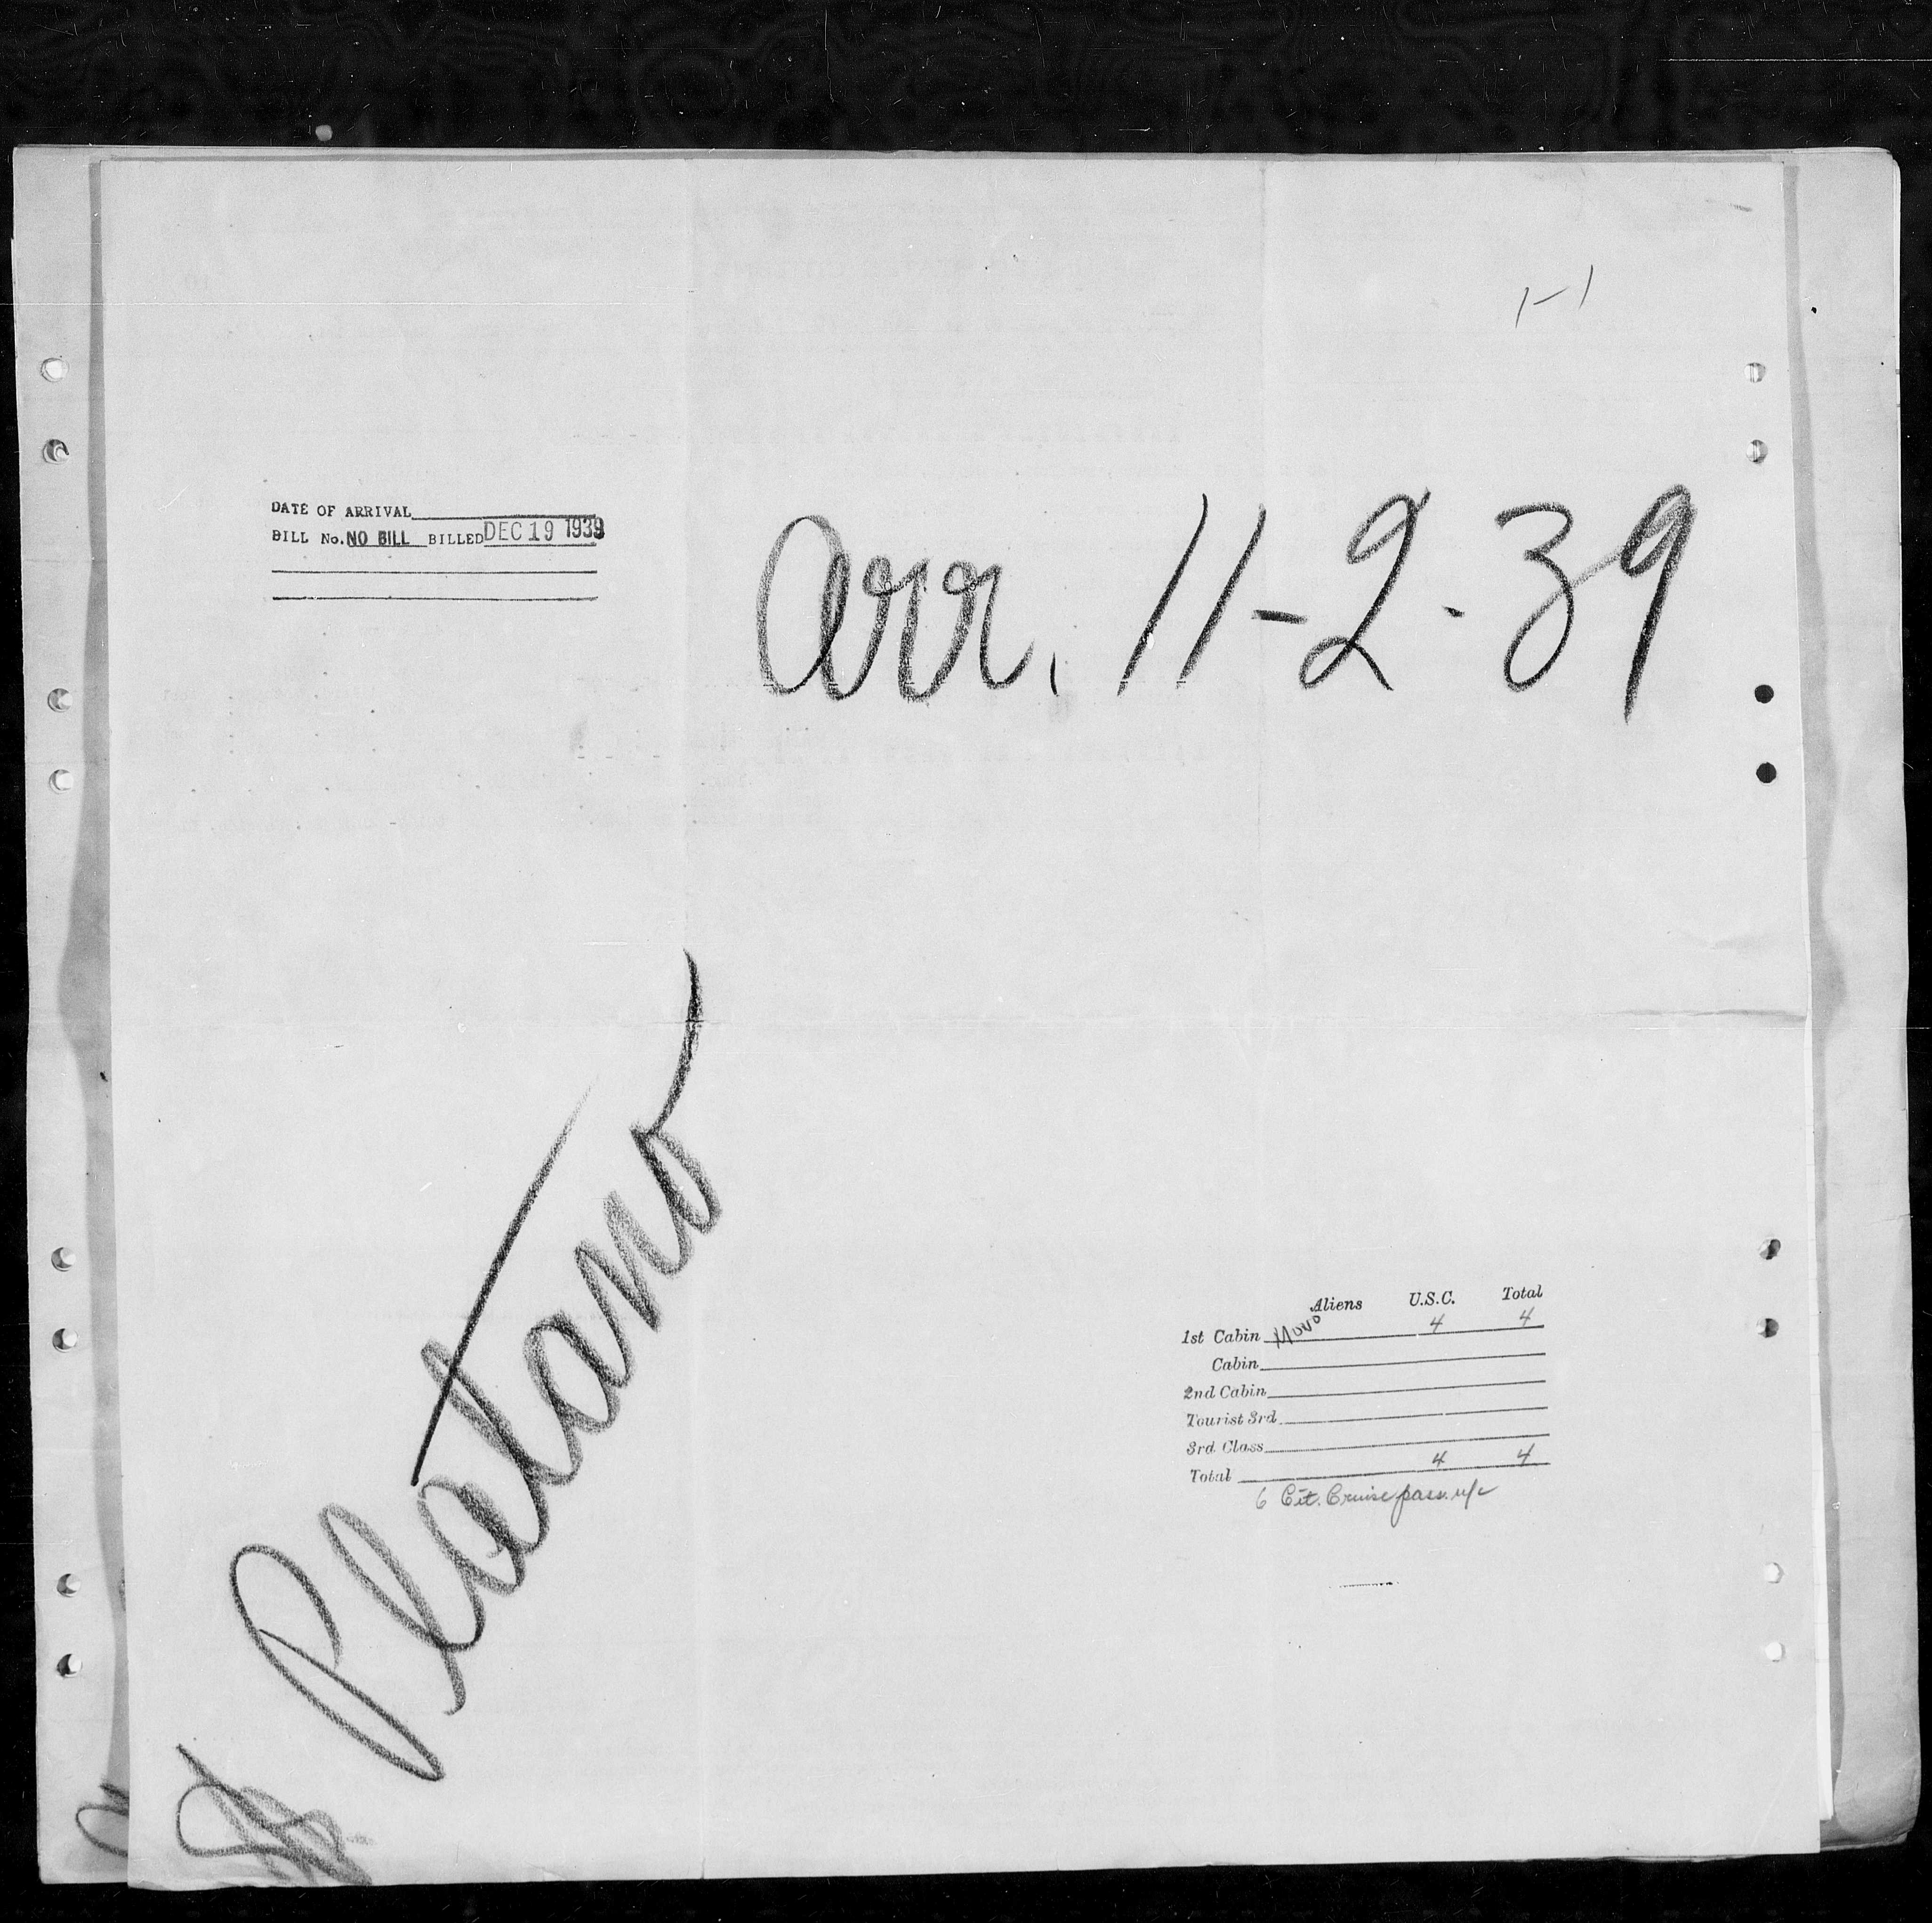 1-1
DATE OF ARRIVAL
BILL No. NO BILL BILLED DEC 19 1939
arr. 11-2-39
Platano
Aliens U.S.C. Total
1st Cabin 4 4
Cabin
2nd Cabin
Tourist 3rd
3rd Class
Total 4 4
6 Cit. Cruise pass. n/c